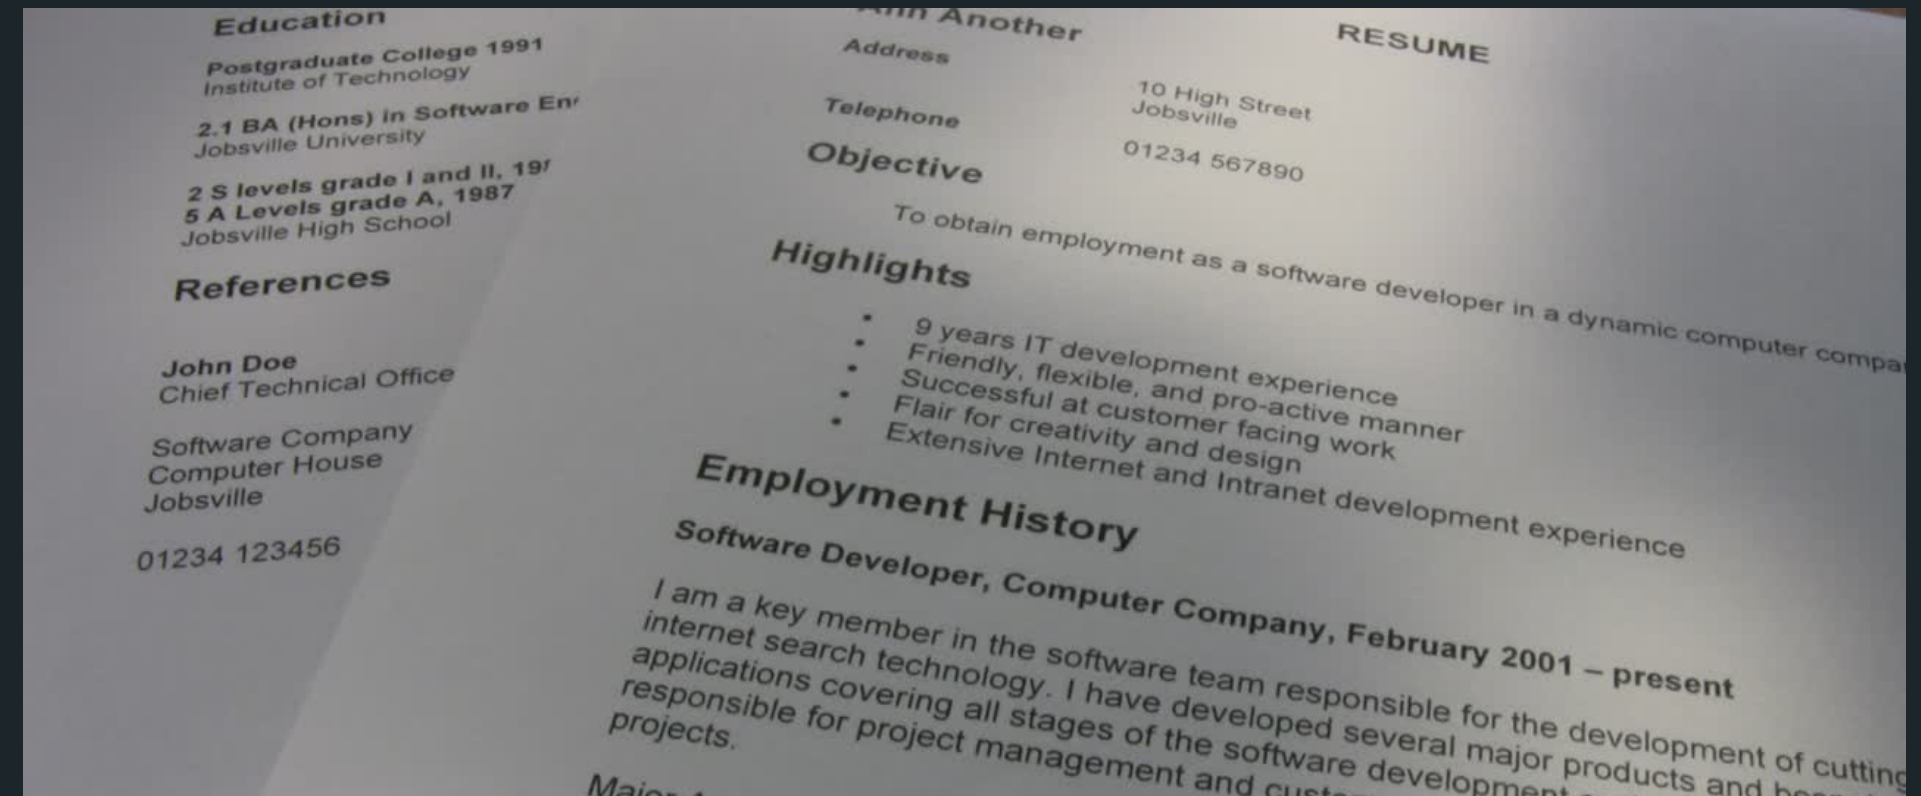 Education
Postgraduate College 1991
Institute of Technology
2.1 BA (Hons) in Software
Jobsville University
2 S levels grade I and II,
5 A Levels grade A, 1987
Jobsville High School
References
John Doe
Chief Technical Office
Software Company
Computer House
Jobsville
01234 123456
Ann Another
RESUME
Address
10 High Street
Jobsville
Telephone
01234 567890
Objective
To obtain employment as a software developer in a dynamic computer
Highlights
• 9 years IT development experience
• Friendly, flexible, and pro-active manner
• Successful at customer facing work
• Flair for creativity and design
• Extensive Internet and Intranet development experience
Employment History
Software Developer, Computer Company, February 2001 – present
I am a key member in the software team responsible for the development of cutting
internet search technology. I have developed several major products and
applications covering all stages of the software
responsible for project management and
projects.